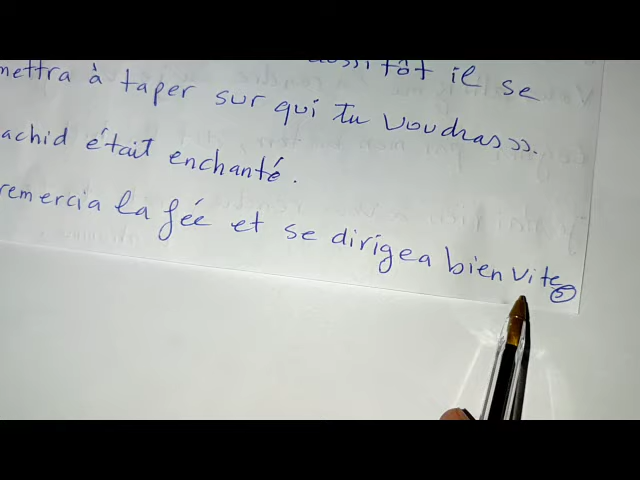 aussitôt il se
mettra à taper sur qui tu voudras ».
achid était enchanté.
remercia la fée et se dirigea bien vite
5